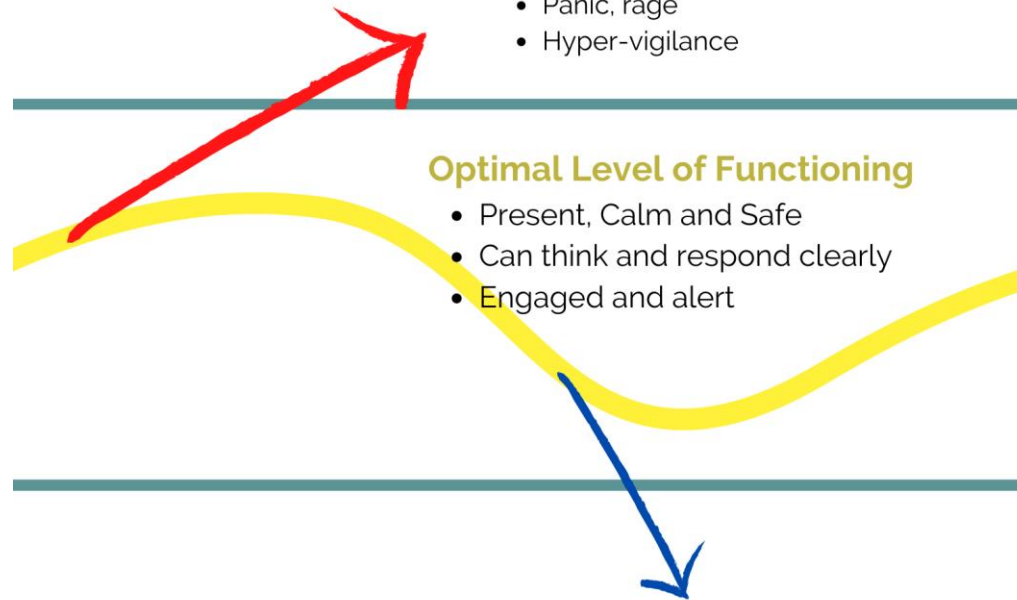 • Panic, rage
• Hyper-vigilance
Optimal Level of Functioning
• Present, Calm and Safe
• Can think and respond clearly
• Engaged and alert